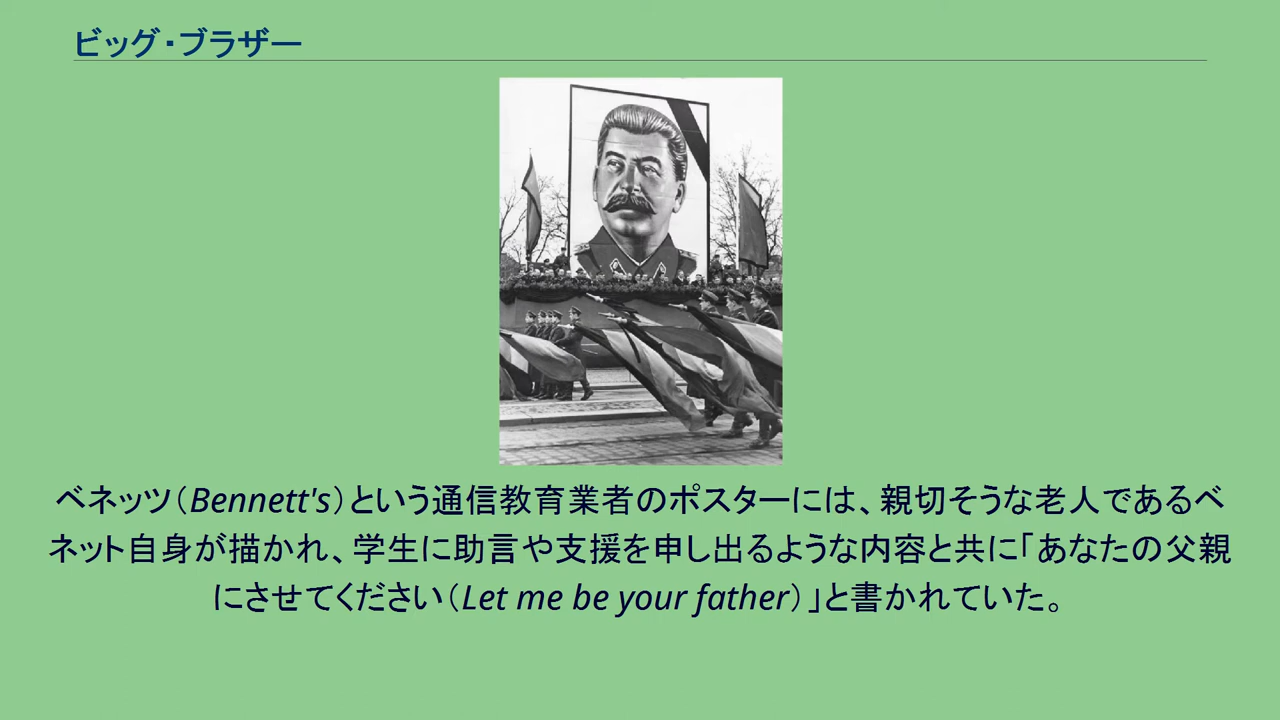 ビッグ・ブラザー
ベネッツ（Bennett's）という通信教育業者のポスターには、親切そうな老人であるベ
ネット自身が描かれ、学生に助言や支援を申し出るような内容と共に「あなたの父親
にさせてください（Let me be your father）」と書かれていた。